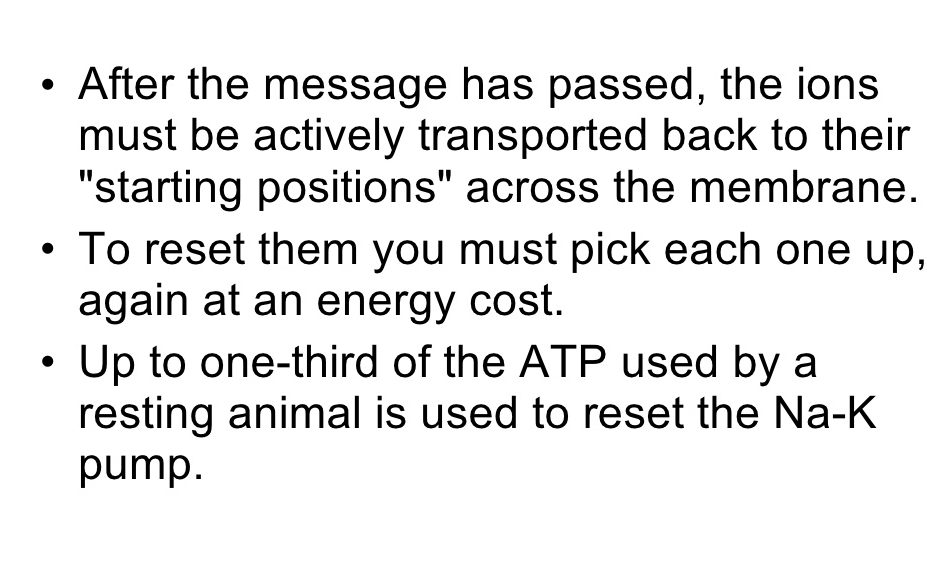 • After the message has passed, the ions
must be actively transported back to their
"starting positions" across the membrane.
• To reset them you must pick each one up,
again at an energy cost.
• Up to one-third of the ATP used by a
resting animal is used to reset the Na-K
pump.